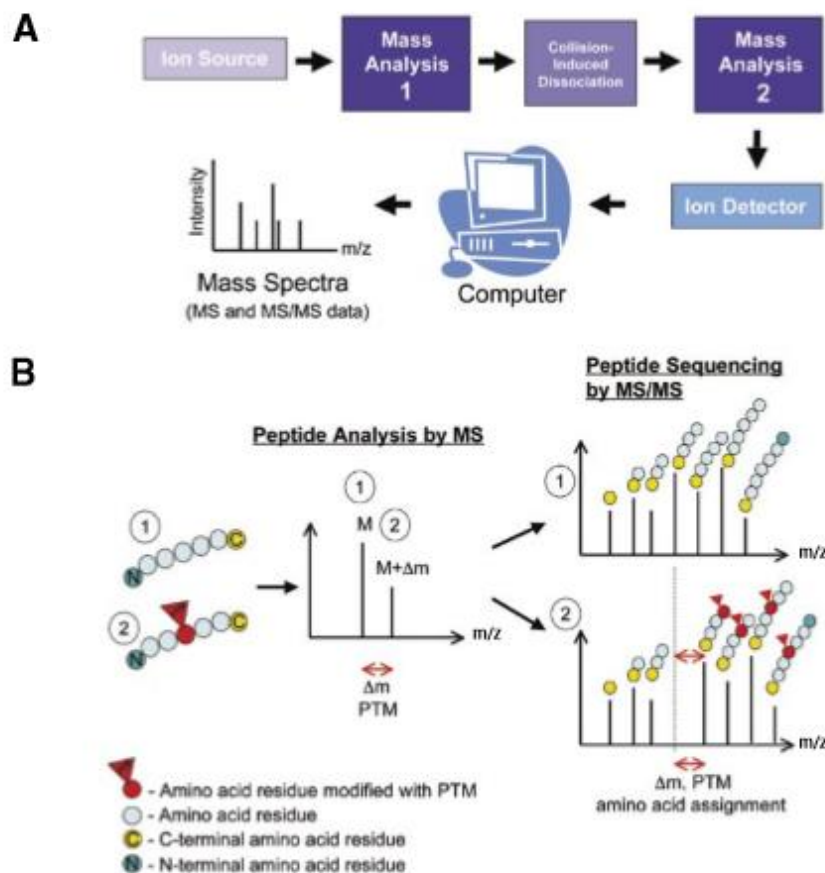 A
Ion Source
Mass
Analysis
1
Collision-
Induced
Dissociation
Mass
Analysis
2
Ion Detector
Computer
Intensity
m/z
Mass Spectra
(MS and MS/MS data)
B
Peptide Sequencing
by MS/MS
Peptide Analysis by MS
1
N
C
2
N
C
1
M
2
M+Δm
m/z
Δm
PTM
1
m/z
2
m/z
Δm, PTM
amino acid assignment
- Amino acid residue modified with PTM
- Amino acid residue
C - C-terminal amino acid residue
N - N-terminal amino acid residue